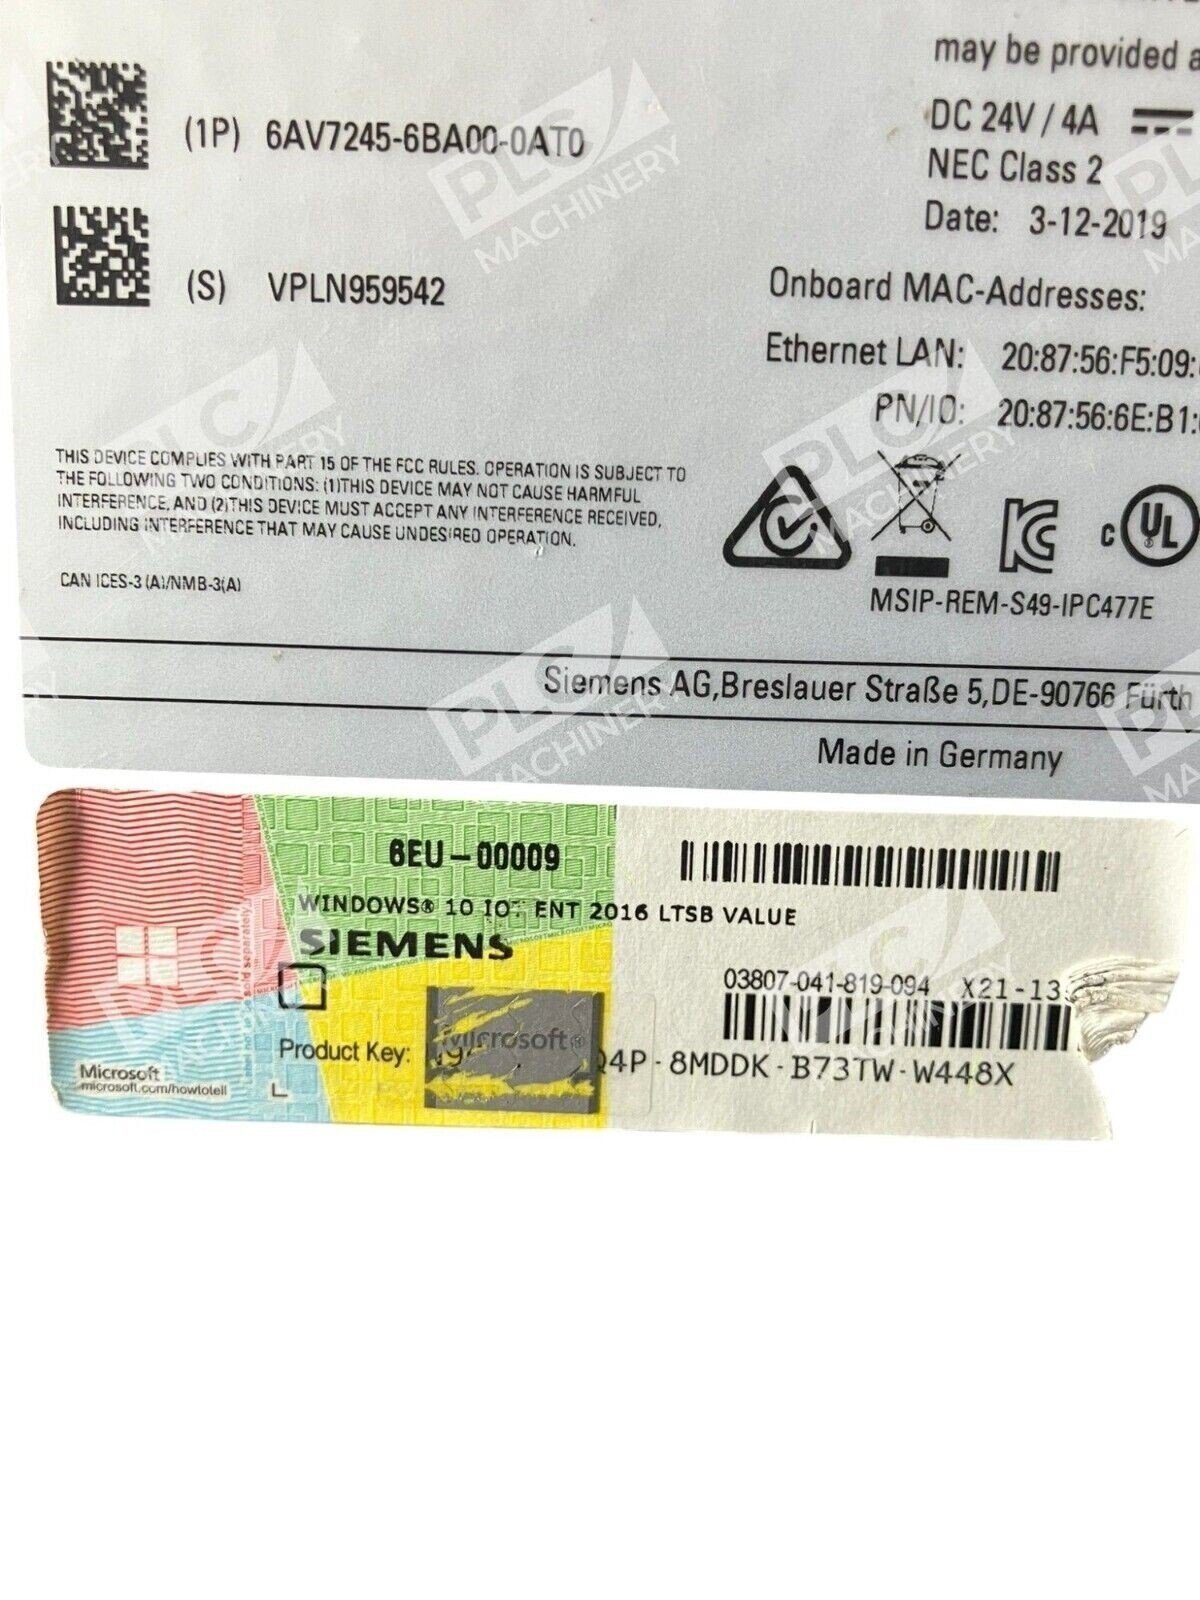 may be provided
(1P) 6AV7245-6BA00-0AT0
DC 24V / 4A
NEC Class 2
Date: 3-12-2019
(S) VPLN959542
Onboard MAC-Addresses:
Ethernet LAN: 20:87:56:F5:09:
PN/IO: 20:87:56:6E:B1:
THIS DEVICE COMPLIES WITH PART 15 OF THE FCC RULES. OPERATION IS SUBJECT TO
THE FOLLOWING TWO CONDITIONS: (1)THIS DEVICE MAY NOT CAUSE HARMFUL
INTERFERENCE, AND (2)THIS DEVICE MUST ACCEPT ANY INTERFERENCE RECEIVED,
INCLUDING INTERFERENCE THAT MAY CAUSE UNDESIRED OPERATION.
CAN ICES-3 (A)/NMB-3(A)
c UL
MSIP-REM-S49-IPC477E
Siemens AG,Breslauer Straße 5,DE-90766 Fürth
Made in Germany
6EU-00009
WINDOWS® 10 IOT ENT 2016 LTSB VALUE
SIEMENS
03807-041-819-094 X21-13
Microsoft®
Product Key: Q4P-8MDDK-B73TW-W448X
Microsoft
microsoft.com/howtotell
sold separately
PLC MACHINERY